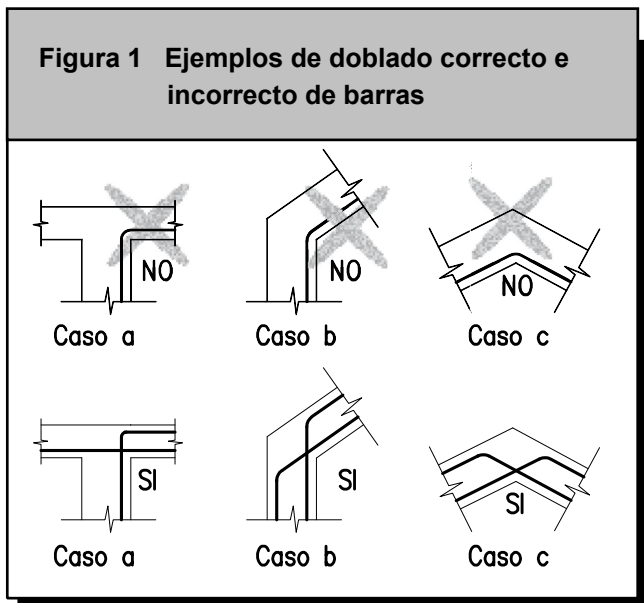 Figura 1 Ejemplos de doblado correcto e
incorrecto de barras
NO
NO
NO
Caso a
Caso b
Caso c
SI
SI
SI
Caso a
Caso b
Caso c